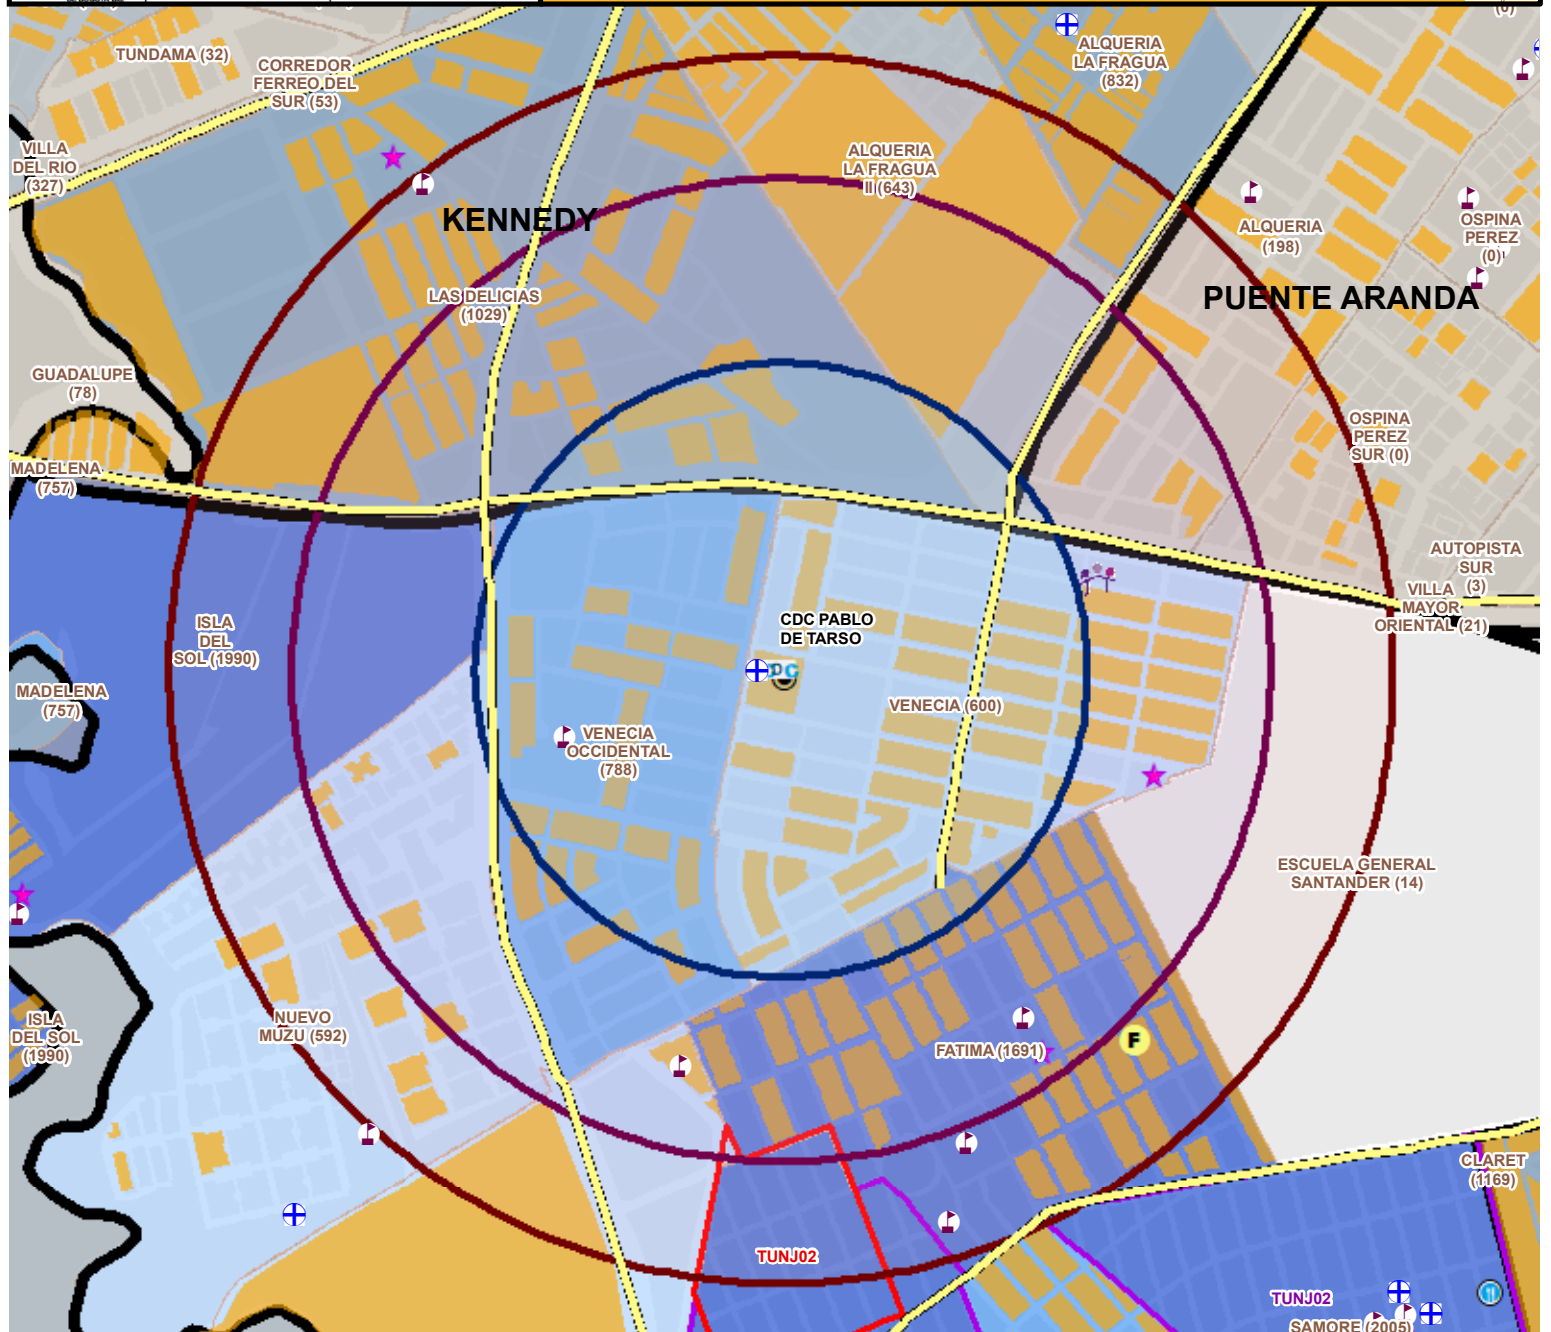 (0)
TUNDAMA (32)
CORREDOR
FERREO DEL
SUR (53)
ALQUERIA
LA FRAGUA
(832)
VILLA
DEL RIO
(327)
ALQUERIA
LA FRAGUA
II (643)
KENNEDY
ALQUERIA
(198)
OSPINA
PEREZ
(0)
LAS DELICIAS
(1029)
PUENTE ARANDA
GUADALUPE
(78)
OSPINA
PEREZ
SUR (0)
MADELENA
(757)
AUTOPISTA
SUR
(3)
VILLA
MAYOR
ORIENTAL (21)
ISLA
DEL
SOL (1990)
CDC PABLO
DE TARSO
MADELENA
(757)
VENECIA (600)
VENECIA
OCCIDENTAL
(788)
ESCUELA GENERAL
SANTANDER (14)
ISLA
DEL SOL
(1990)
NUEVO
MUZU (592)
FATIMA (1691)
F
CLARET
(1169)
TUNJ02
TUNJ02
SAMORE (2005)